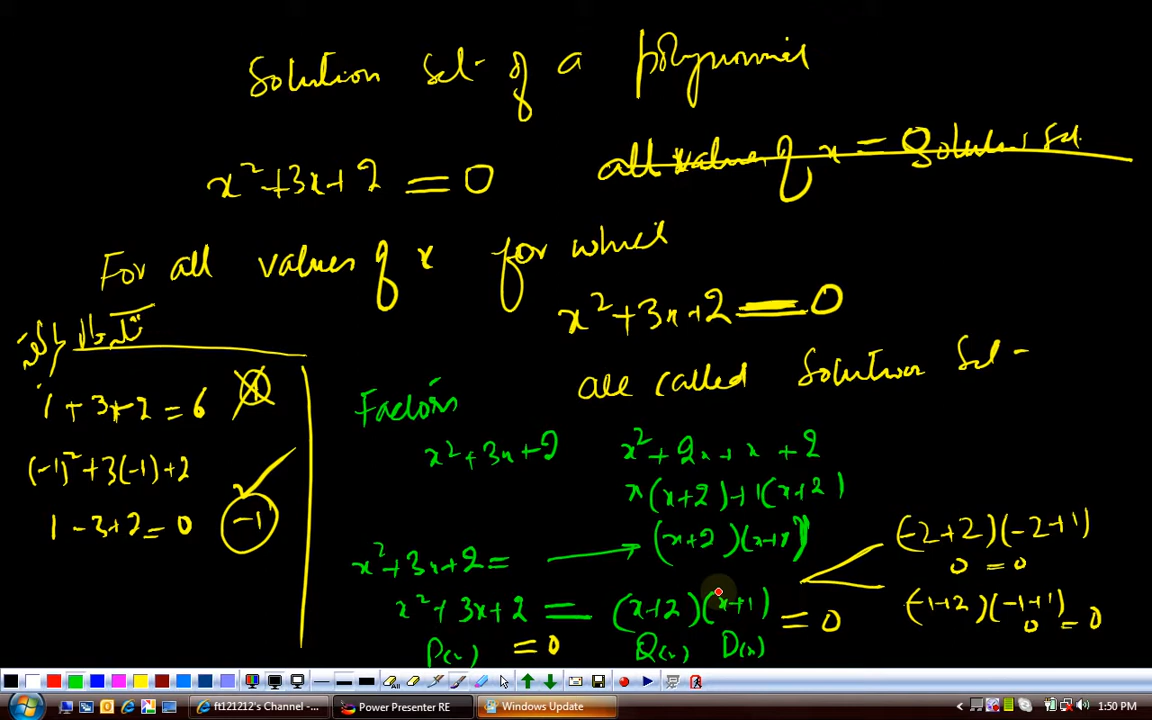 Solution Set of a polynomial
x²+3x+2 = 0
all values of x = Solution Set
For all values of x for which
x²+3x+2 = 0
all called Solution Set
1+3+2=6 1
(-1)²+3(-1)+2
1-3+2=0 -1
Factors
x²+3x+2 x²+2x+x+2
x(x+2)+1(x+2)
x²+3x+2= (x+2)(x+1)
x²+3x+2 = (x+2)(x+1) = 0
P(x) =0 Q(x) D(x)
(-2+2)(-2+1)
0 = 0
(-1+2)(-1+1)
0 = 0
All
ft121212's Channel - ...
Power Presenter RE
Windows Update
1:50 PM